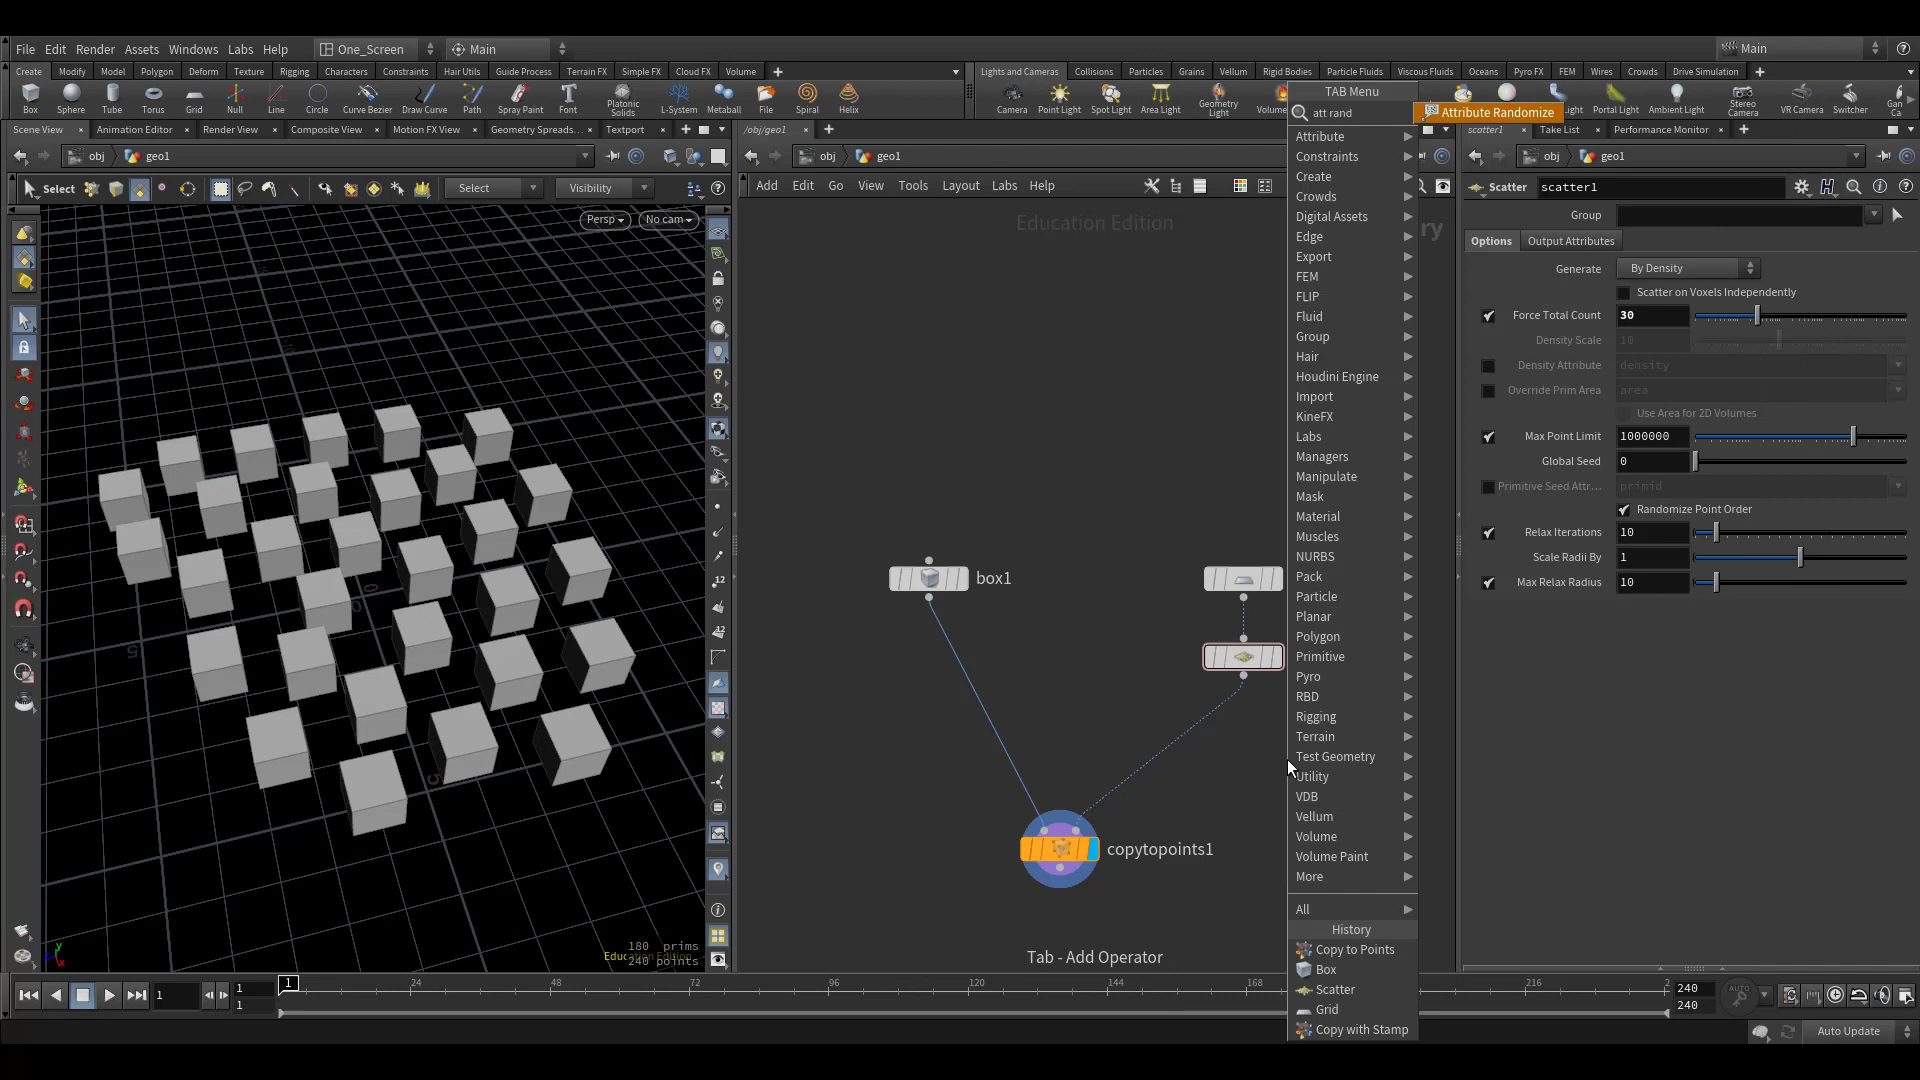 File Edit Render Assets Windows Labs Help One_Screen Main Main
Create Modify Model Polygon Deform Texture Rigging Characters Constraints Hair Utils Guide Process Terrain FX Simple FX Cloud FX Volume
Lights and Cameras Collisions Particles Grains Vellum Rigid Bodies Particle Fluids Viscous Fluids Oceans Pyro FX FEM Wires Crowds Drive Simulation
Box Sphere Tube Torus Grid Null Line Circle Curve Bezier Draw Curve Path Spray Paint Font Platonic Solids L-System Metaball File Spiral Helix
Camera Point Light Spot Light Area Light Geometry Light Portal Light Ambient Light Stereo Camera VR Camera Switcher
Scene View Animation Editor Render View Composite View Motion FX View Geometry Spreads... Textport
/obj/geo1
scatter1 Take List Performance Monitor
obj geo1
obj geo1
obj geo1
Select Select Visibility
Persp No cam
180 prims
240 points
Add Edit Go View Tools Layout Labs Help
Education Edition
box1
copytopoints1
Tab - Add Operator
TAB Menu
att rand
Attribute Randomize
Attribute
Constraints
Create
Crowds
Digital Assets
Edge
Export
FEM
FLIP
Fluid
Group
Hair
Houdini Engine
Import
KineFX
Labs
Managers
Manipulate
Mask
Material
Muscles
NURBS
Pack
Particle
Planar
Polygon
Primitive
Pyro
RBD
Rigging
Terrain
Test Geometry
Utility
VDB
Vellum
Volume
Volume Paint
More
All
History
Copy to Points
Box
Scatter
Grid
Copy with Stamp
Scatter scatter1
Group
Options Output Attributes
Generate By Density
Scatter on Voxels Independently
Force Total Count 30
Density Scale 10
Density Attribute density
Override Prim Area area
Use Area for 2D Volumes
Max Point Limit 1000000
Global Seed 0
Primitive Seed Attr... primid
Randomize Point Order
Relax Iterations 10
Scale Radii By 1
Max Relax Radius 10
1 1 1 1 24 48 72 96 120 144 168 216 2 240 240
AUTO
Auto Update